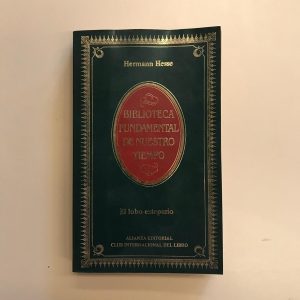 Hermann Hesse
BIBLIOTECA
FUNDAMENTAL
DE NUESTRO
TIEMPO
El lobo estepario
ALIANZA EDITORIAL
CLUB INTERNACIONAL DEL LIBRO